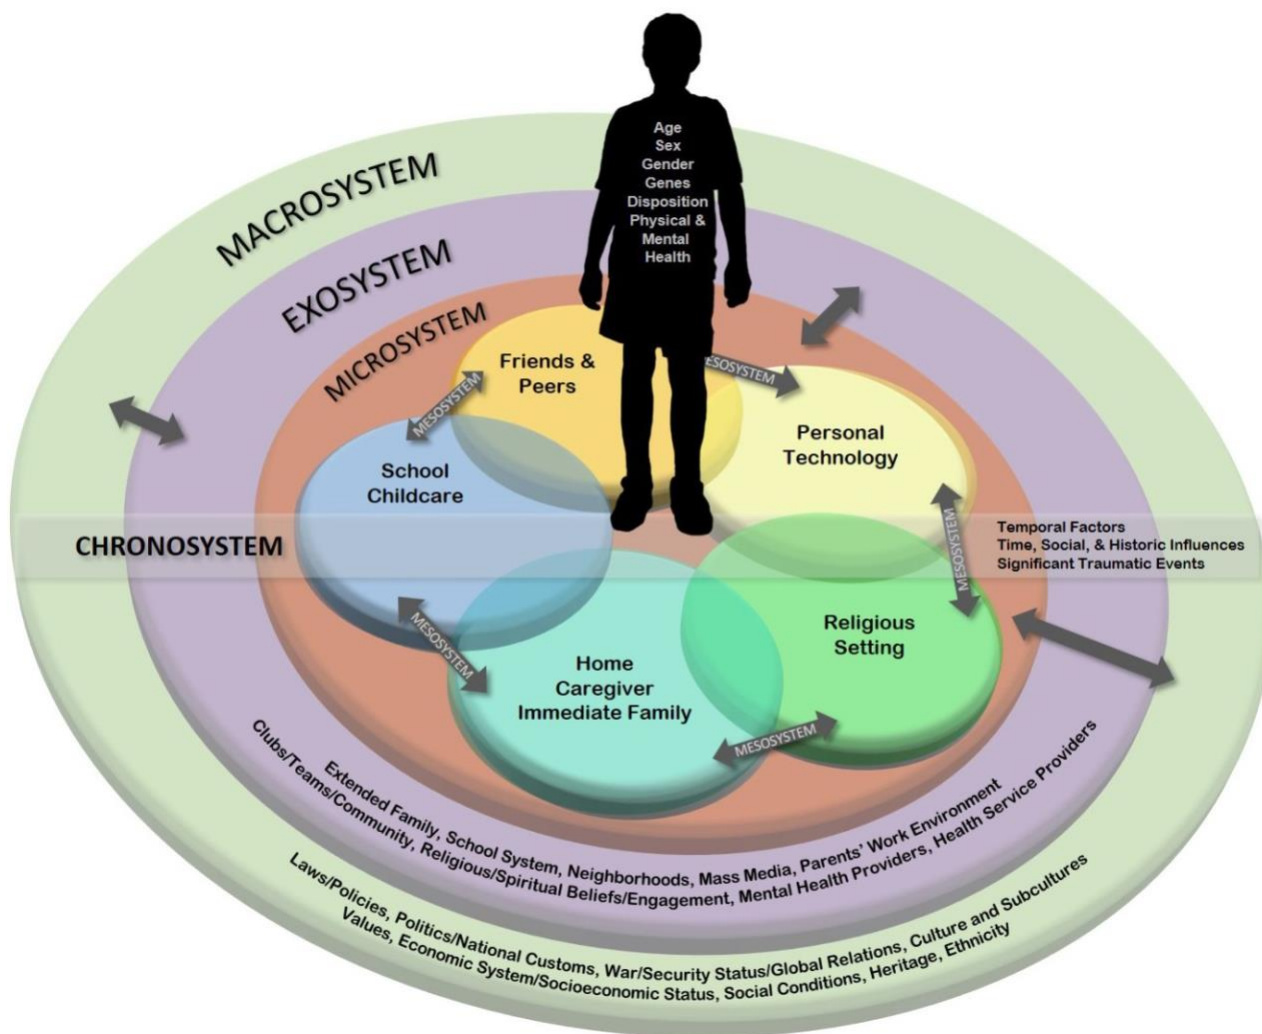 Age
Sex
Gender
Genes
Disposition
Physical &
Mental
Health
MACROSYSTEM
EXOSYSTEM
MICROSYSTEM
Friends &
Peers
MESOSYSTEM
ESOSYSTEM
Personal
Technology
School
Childcare
MESOSYSTEM
CHRONOSYSTEM
Temporal Factors
Time, Social, & Historic Influences
Significant Traumatic Events
MESOSYSTEM
Religious
Setting
Home
Caregiver
Immediate Family
MESOSYSTEM
Extended Family, School System, Neighborhoods, Mass Media, Parents' Work Environment
Clubs/Teams/Community, Religious/Spiritual Beliefs/Engagement, Mental Health Providers, Health Service Providers
Laws/Policies, Politics/National Customs, War/Security Status/Global Relations, Culture and Subcultures
Values, Economic System/Socioeconomic Status, Social Conditions, Heritage, Ethnicity